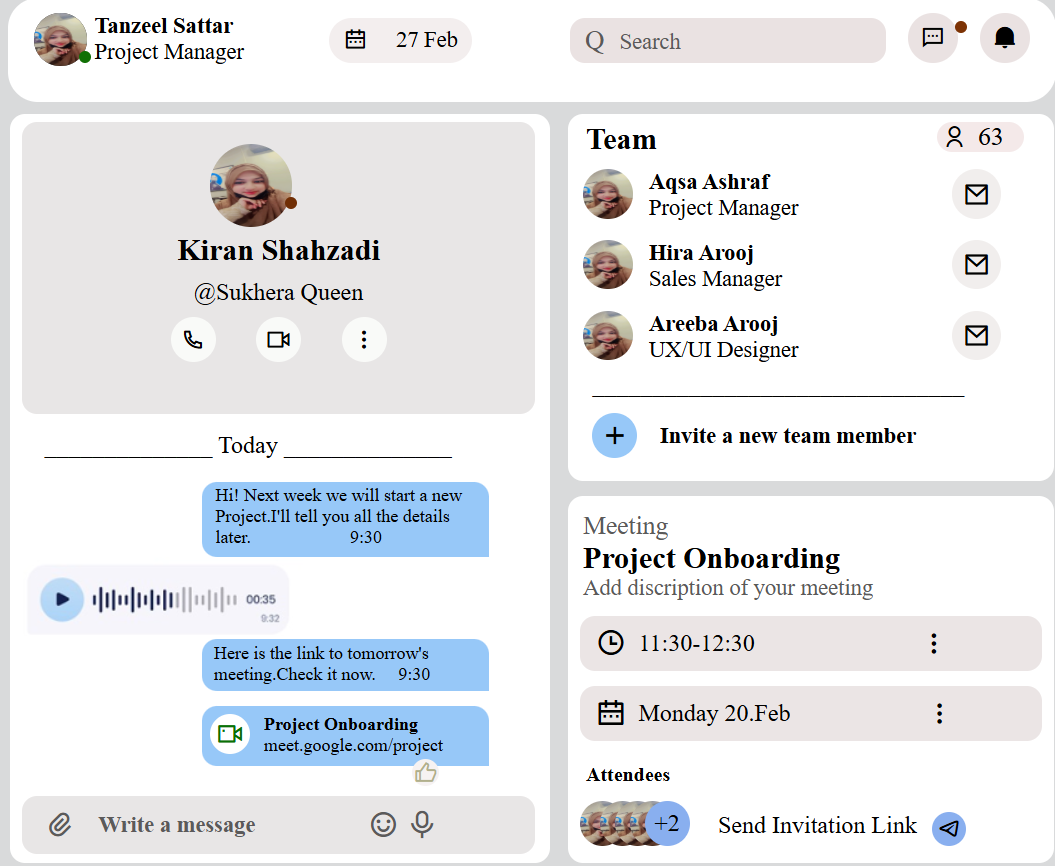 Tanzeel Sattar
Project Manager
27 Feb
Search
Kiran Shahzadi
@Sukhera Queen
Today
Hi! Next week we will start a new
Project.I'll tell you all the details
later. 9:30
00:35
9:32
Here is the link to tomorrow's
meeting.Check it now. 9:30
Project Onboarding
meet.google.com/project
Write a message
Team
63
Aqsa Ashraf
Project Manager
Hira Arooj
Sales Manager
Areeba Arooj
UX/UI Designer
Invite a new team member
Meeting
Project Onboarding
Add discription of your meeting
11:30-12:30
Monday 20.Feb
Attendees
+2
Send Invitation Link